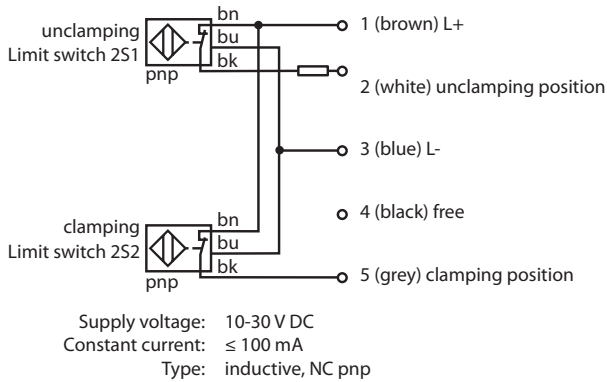 bn
1 (brown) L+
unclamping
bu
Limit switch 2S1
bk
pnp
2 (white) unclamping position
3 (blue) L-
4 (black) free
bn
clamping
bu
Limit switch 2S2
bk
5 (grey) clamping position
pnp
Supply voltage: 10-30 V DC
Constant current: ≤ 100 mA
Type: inductive, NC pnp